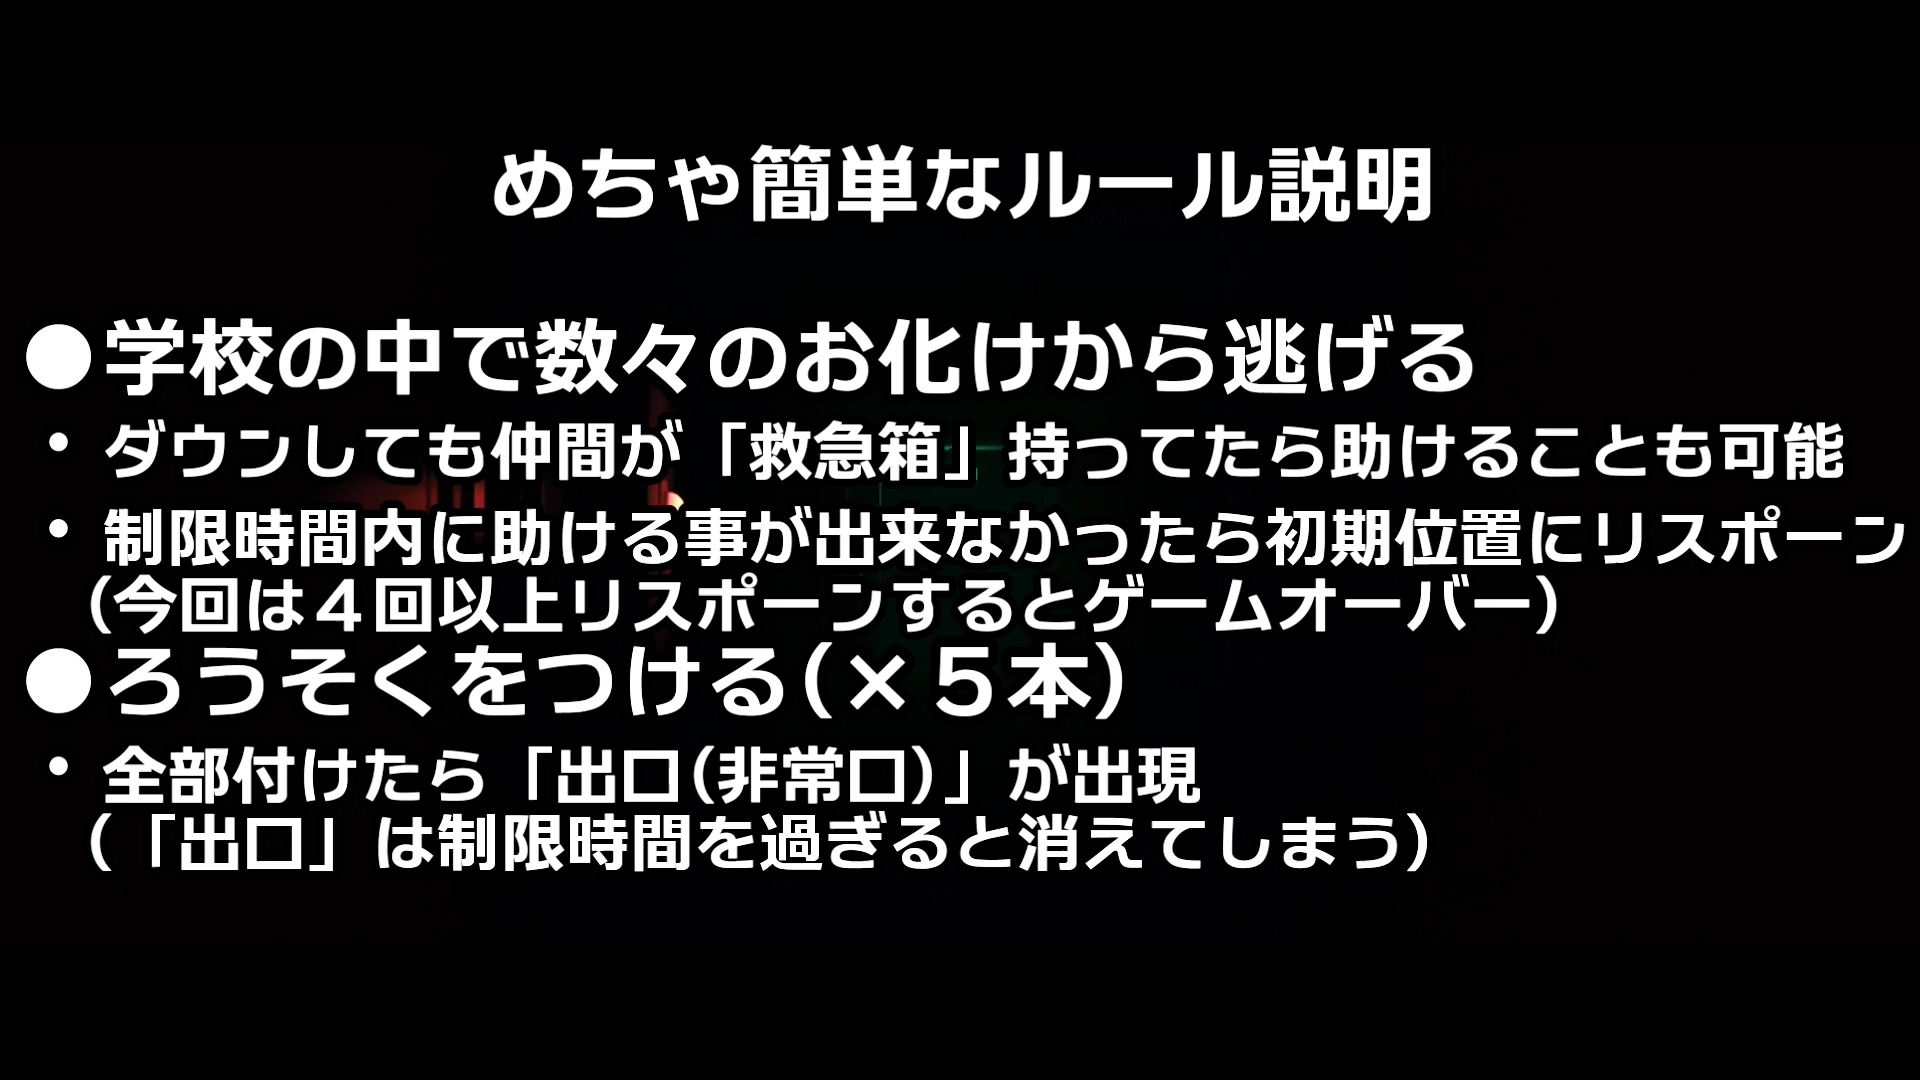 めちゃ簡単なルール説明
●学校の中で数々のお化けから逃げる
・ダウンしても仲間が「救急箱」持ってたら助けることも可能
・制限時間内に助ける事が出来なかったら初期位置にリスポーン
(今回は４回以上リスポーンするとゲームオーバー)
●ろうそくをつける(×５本)
・全部付けたら「出口(非常口)」が出現
(「出口」は制限時間を過ぎると消えてしまう)